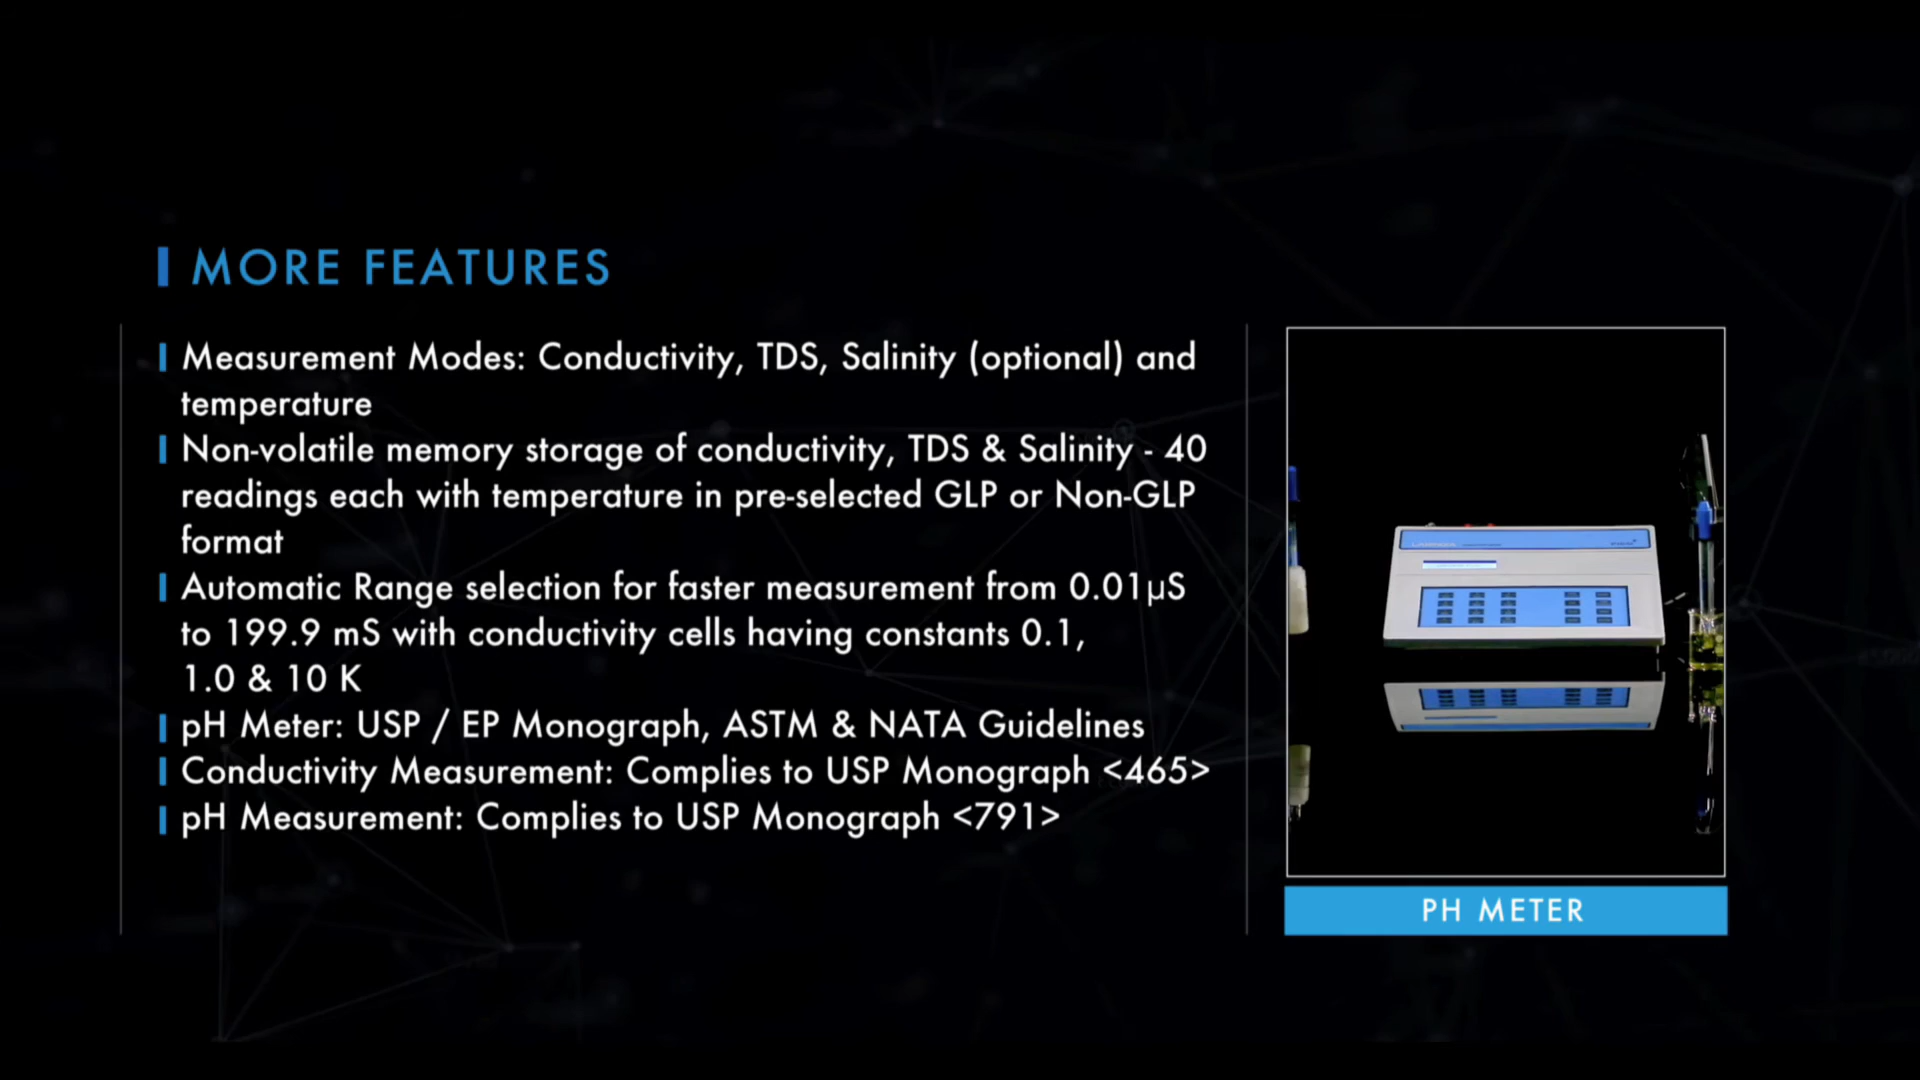 MORE FEATURES
Measurement Modes: Conductivity, TDS, Salinity (optional) and
temperature
Non-volatile memory storage of conductivity, TDS & Salinity - 40
readings each with temperature in pre-selected GLP or Non-GLP
format
Automatic Range selection for faster measurement from 0.01µS
to 199.9 mS with conductivity cells having constants 0.1,
1.0 & 10 K
pH Meter: USP / EP Monograph, ASTM & NATA Guidelines
Conductivity Measurement: Complies to USP Monograph <465>
pH Measurement: Complies to USP Monograph <791>
PH METER